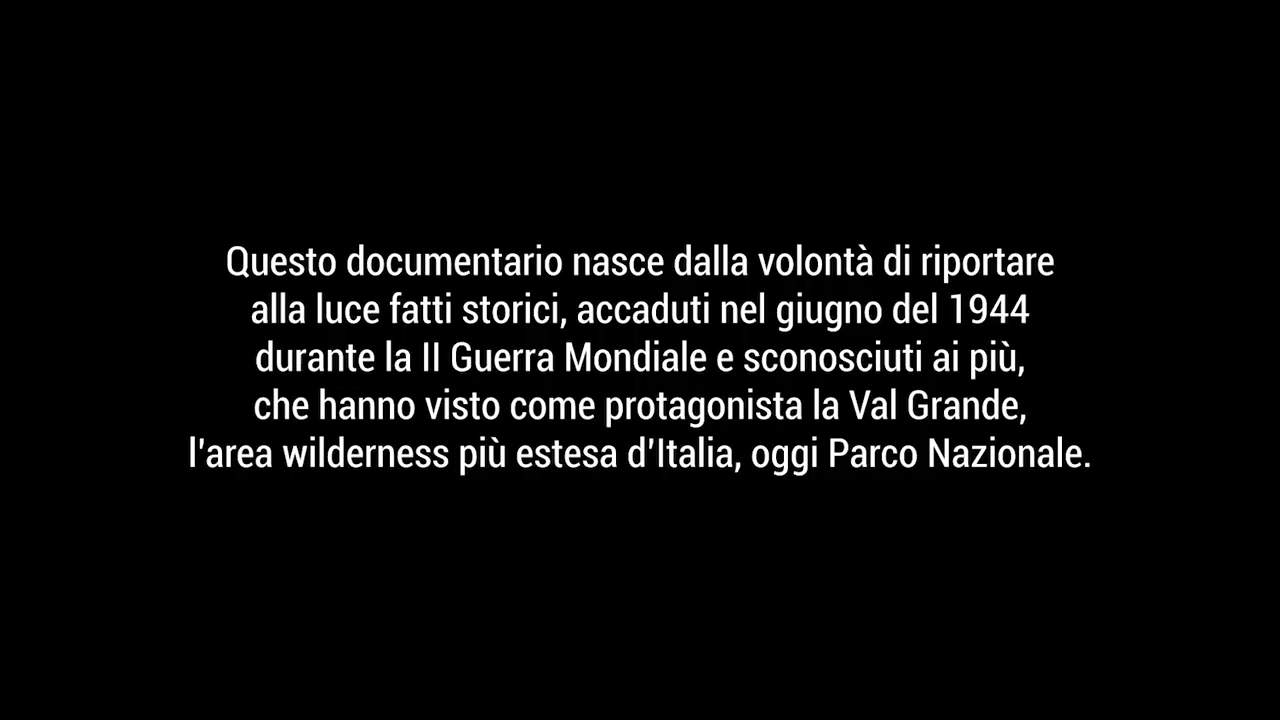 Questo documentario nasce dalla volontà di riportare
alla luce fatti storici, accaduti nel giugno del 1944
durante la II Guerra Mondiale e sconosciuti ai più,
che hanno visto come protagonista la Val Grande,
l'area wilderness più estesa d'Italia, oggi Parco Nazionale.